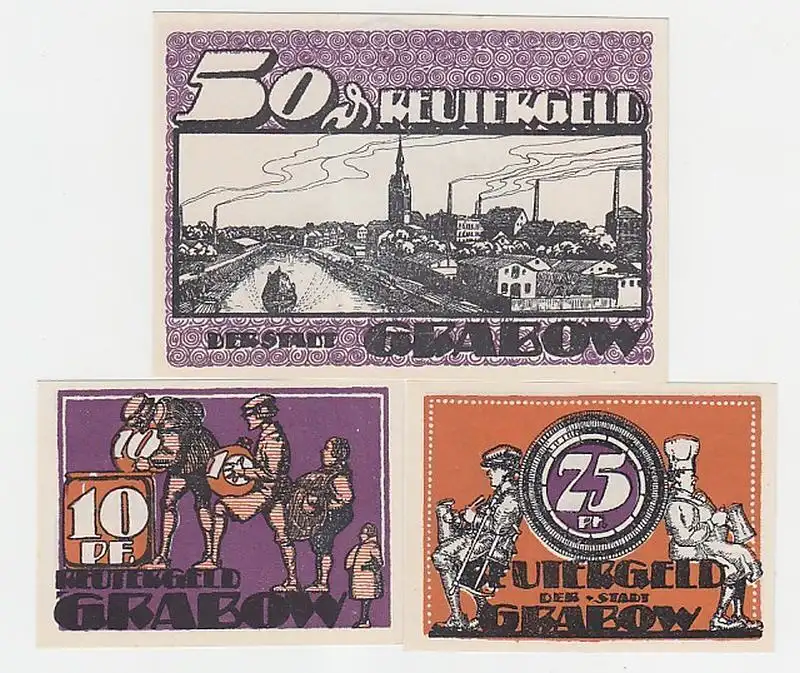 50 ₰ REUTERGELD
DER STADT GRABOW
10
10
10
PF.
REUTERGELD
GRABOW
25
PF.
REUTERGELD
DER • STADT
GRABOW